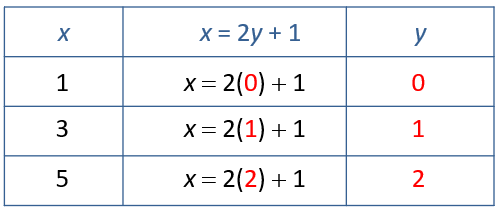 x x = 2y + 1 y
1 x = 2(0) + 1 0
3 x = 2(1) + 1 1
5 x = 2(2) + 1 2